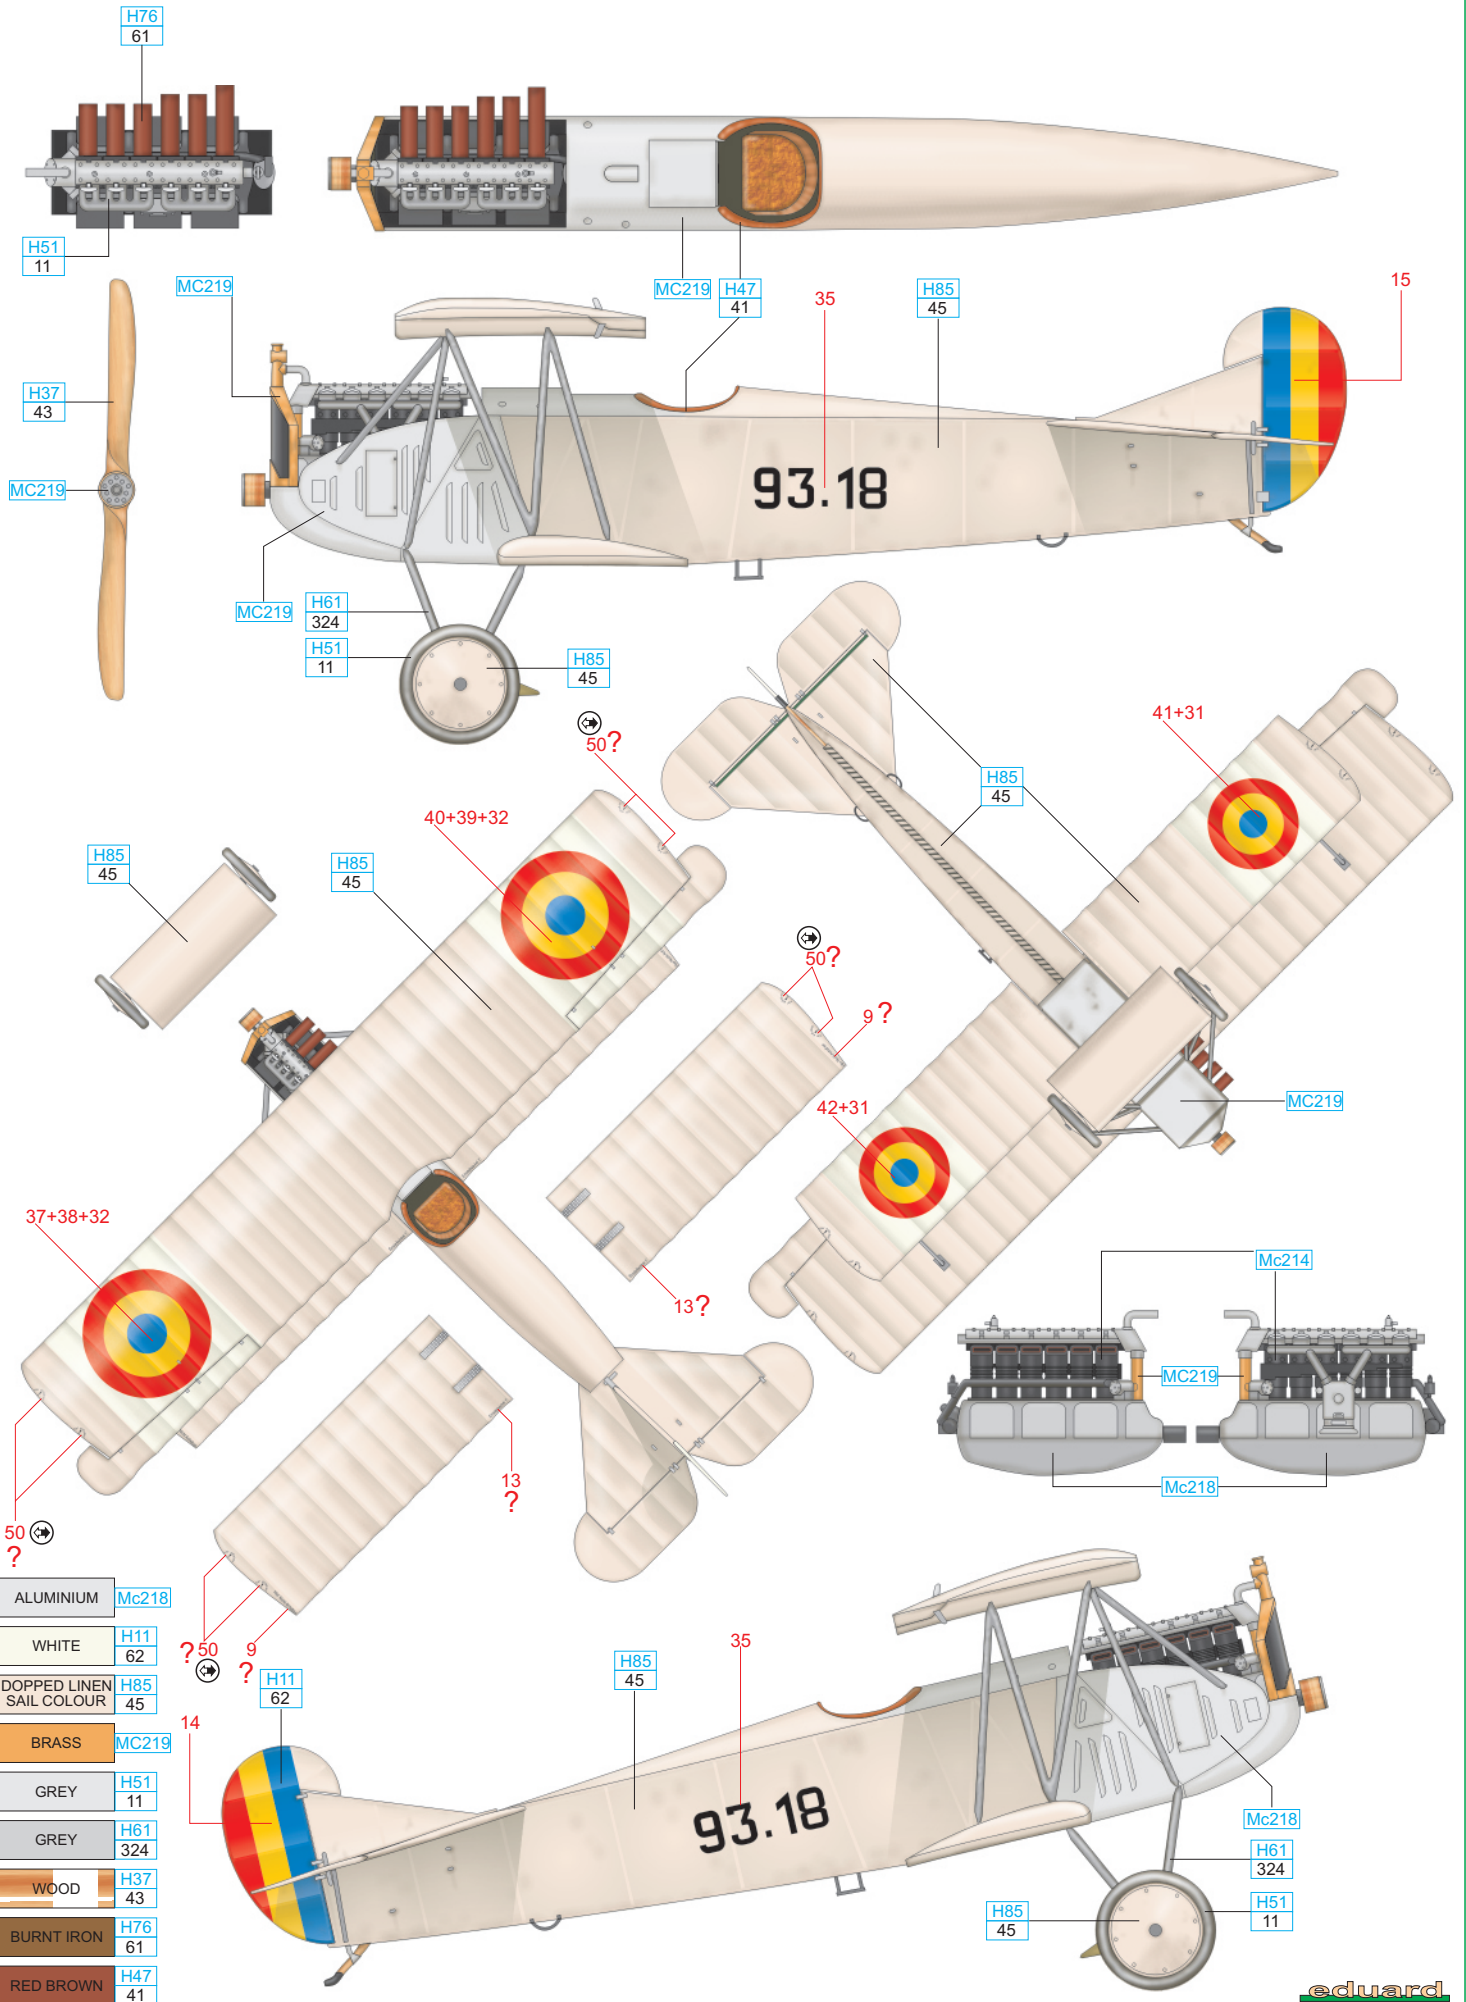 H76
61
H51
11
MC219
MC219
H47
41
H85
45
35
15
H37
43
MC219
93.18
MC219
H61
324
H51
11
H85
45
50?
41+31
H85
45
40+39+32
H85
45
H85
45
50?
9 ?
42+31
MC219
37+38+32
13?
Mc214
MC219
13
?
Mc218
50
?
ALUMINIUM Mc218
WHITE H11
62
DOPPED LINEN
SAIL COLOUR H85
45
BRASS MC219
GREY H51
11
GREY H61
324
WOOD H37
43
BURNT IRON H76
61
RED BROWN H47
41
? 50
9
?
H11
62
14
H85
45
35
93.18
Mc218
H61
324
H85
45
H51
11
eduard